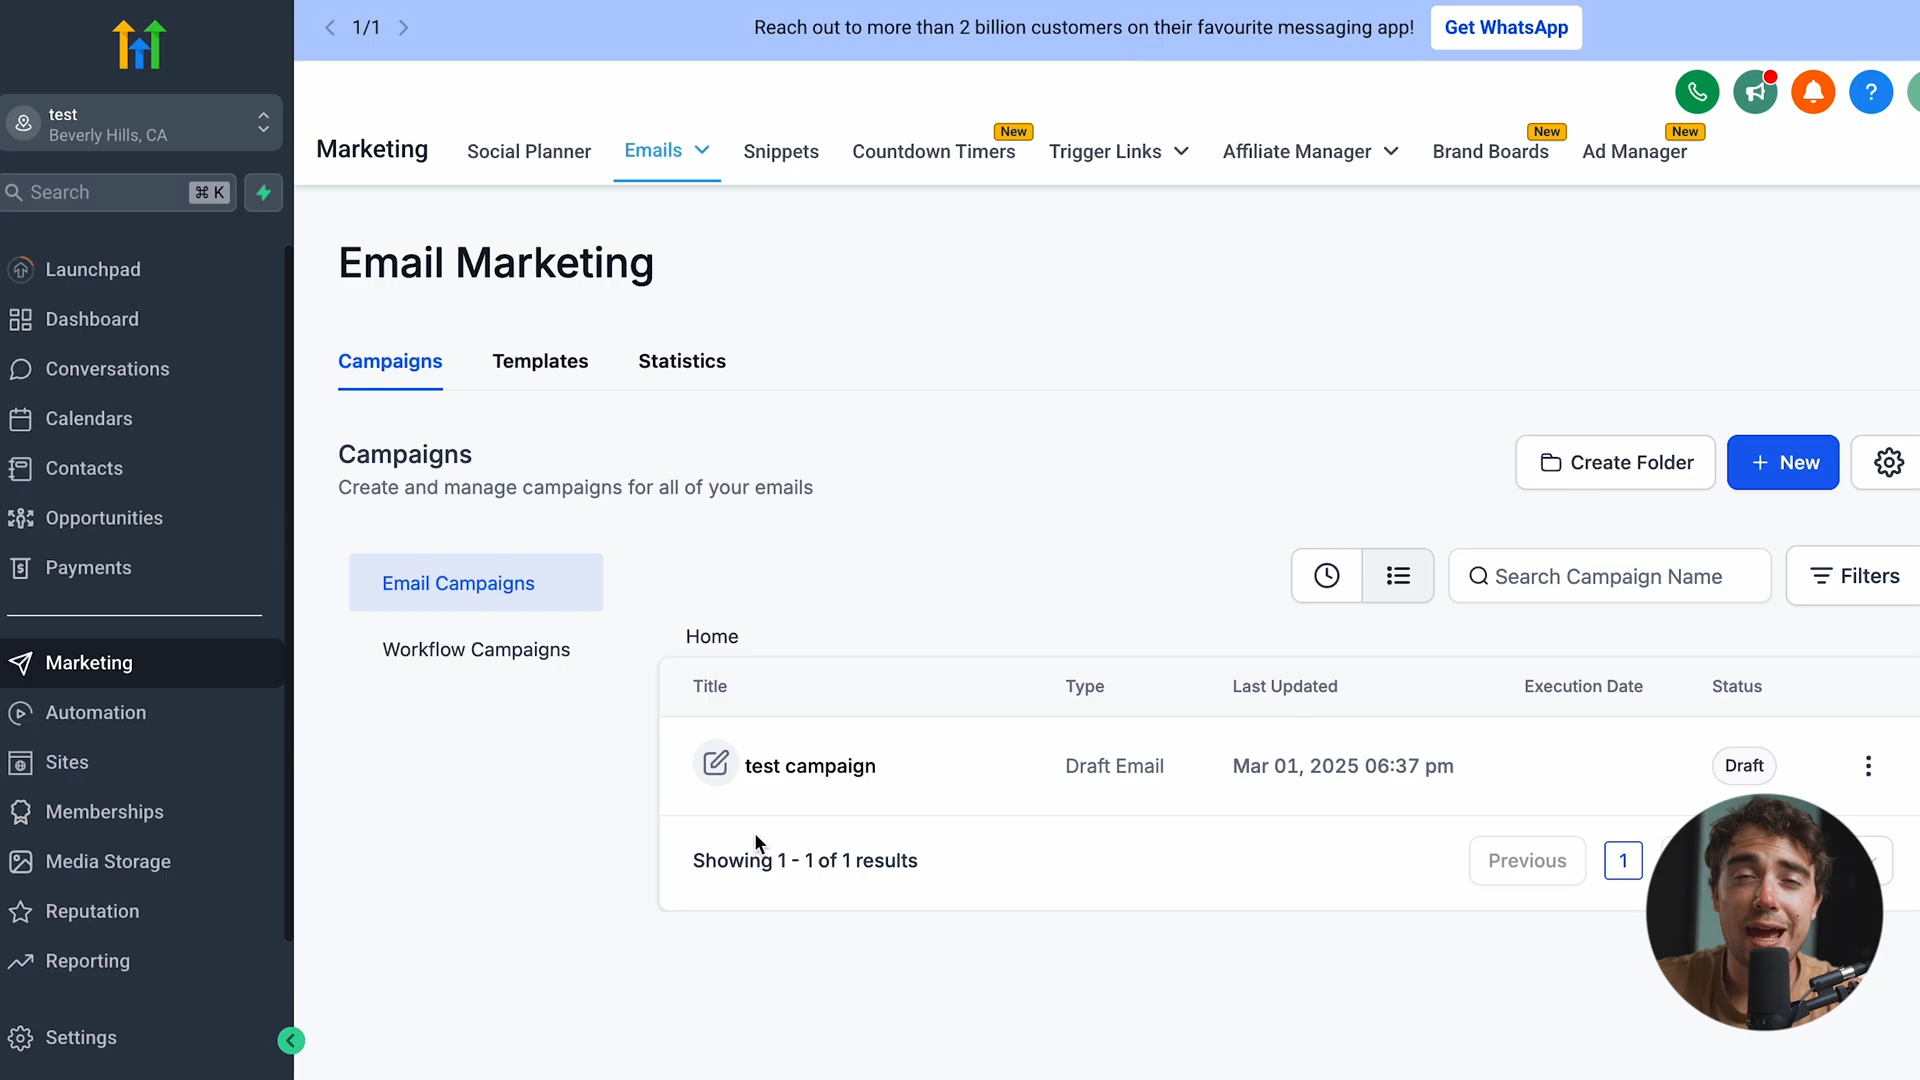 1/1
Reach out to more than 2 billion customers on their favourite messaging app!
Get WhatsApp
test
Beverly Hills, CA
Search
⌘ K
Launchpad
Dashboard
Conversations
Calendars
Contacts
Opportunities
Payments
Marketing
Automation
Sites
Memberships
Media Storage
Reputation
Reporting
Settings
Marketing
Social Planner
Emails
Snippets
Countdown Timers
New
Trigger Links
Affiliate Manager
Brand Boards
New
Ad Manager
New
?
Email Marketing
Campaigns
Templates
Statistics
Campaigns
Create and manage campaigns for all of your emails
Create Folder
+ New
Email Campaigns
Workflow Campaigns
Search Campaign Name
Filters
Home
Title
Type
Last Updated
Execution Date
Status
test campaign
Draft Email
Mar 01, 2025 06:37 pm
Draft
Showing 1 - 1 of 1 results
Previous
1